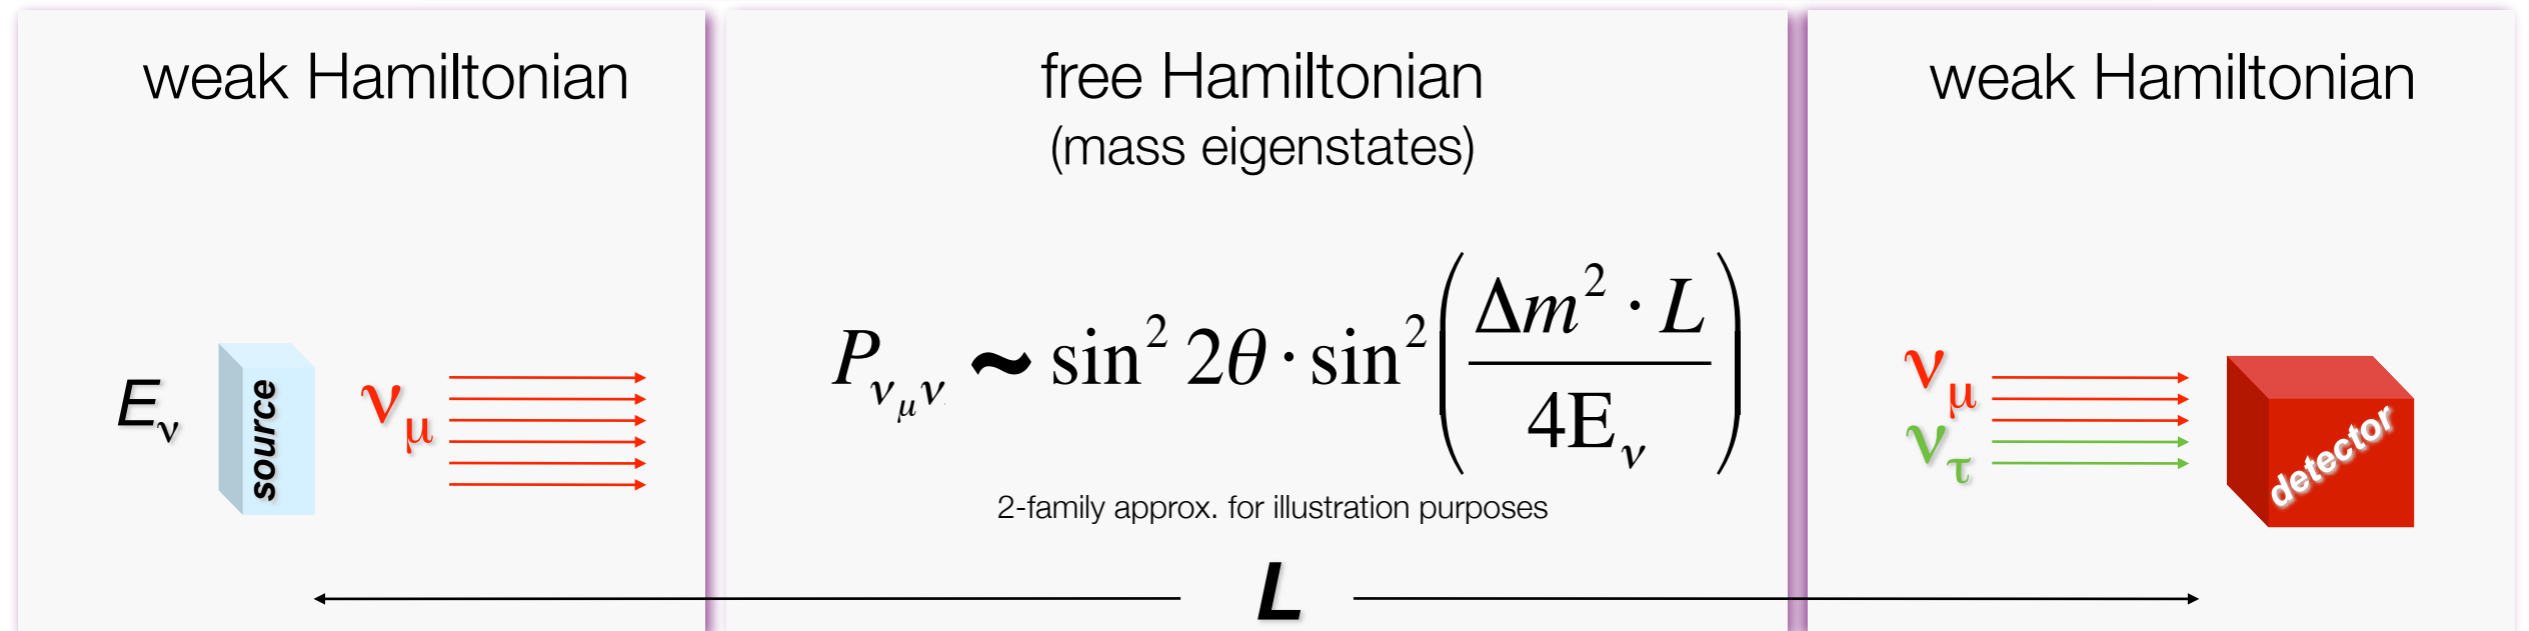 weak Hamiltonian
E_ν
source
ν_μ
free Hamiltonian
(mass eigenstates)
P_{ν_μ ν} ~ sin² 2θ · sin² (Δm² · L / 4E_ν)
2-family approx. for illustration purposes
L
weak Hamiltonian
ν_μ
ν_τ
detector